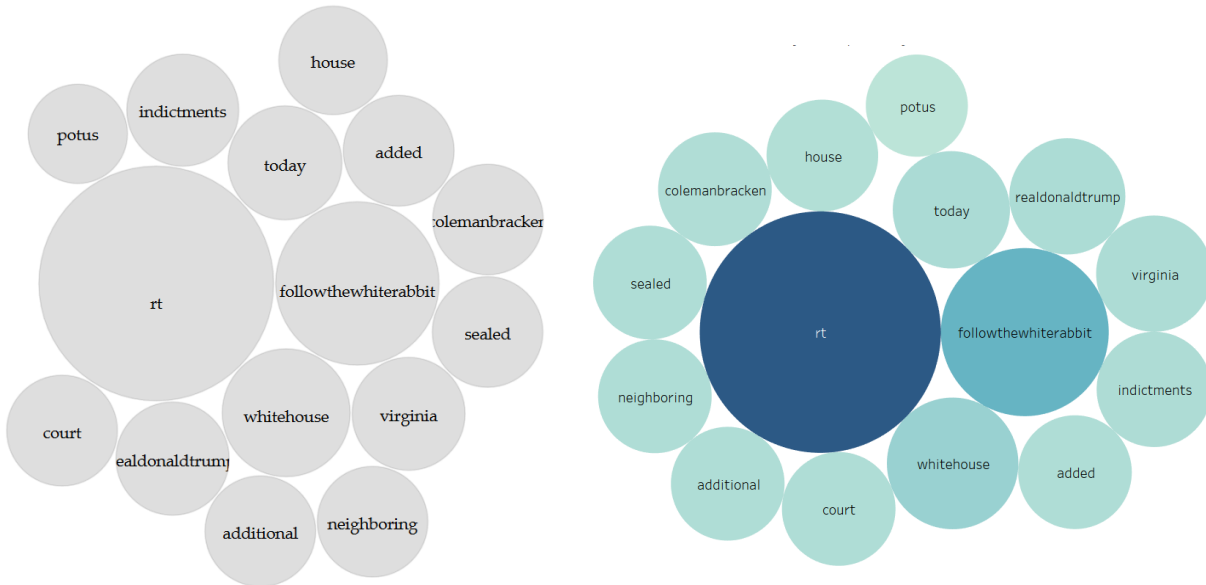 house
indictments
potus
added
today
colemanbracken
rt
followthewhiterabbit
sealed
whitehouse
virginia
court
ealdonaldtrump
additional
neighboring
potus
house
colemanbracken
realdonaldtrump
today
virginia
sealed
rt
followthewhiterabbit
indictments
neighboring
whitehouse
added
additional
court